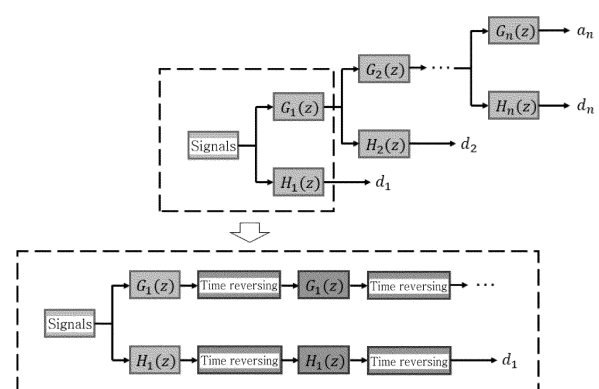 Gₙ(z) aₙ
G₂(z) ⋯
G₁(z) Hₙ(z) dₙ
Signals H₂(z) d₂
H₁(z) d₁
G₁(z) Time reversing G₁(z) Time reversing ⋯
Signals
H₁(z) Time reversing H₁(z) Time reversing d₁